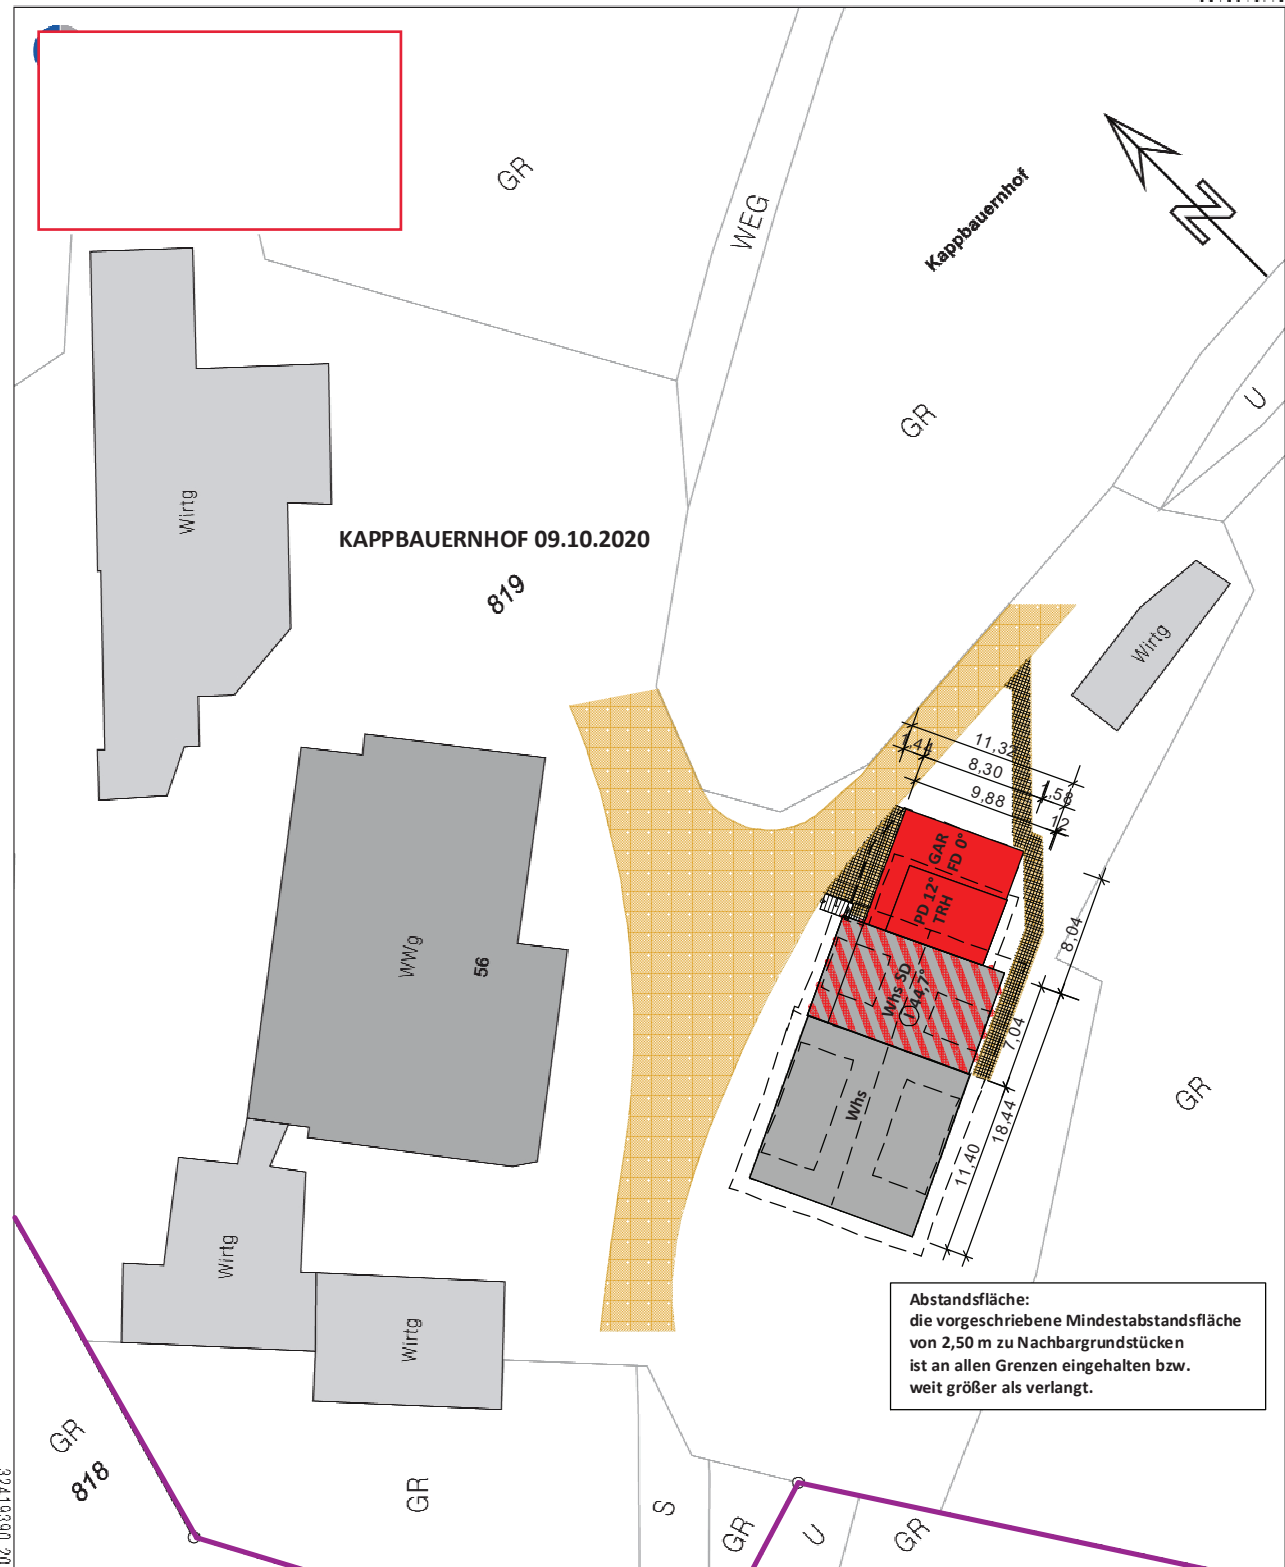 GR
WEG
Kappbauernhof
N
GR
U
Wirtg
KAPPBAUERNHOF 09.10.2020
819
Wirtg
1,44
11,32
8,30
9,88
1,58
12
GAR
FD 0°
PD 12°
TRH
8,04
WWg
56
Whs SD
I 44,7°
7,04
Whs
18,44
11,40
GR
Wirtg
Wirtg
Abstandsfläche:
die vorgeschriebene Mindestabstandsfläche
von 2,50 m zu Nachbargrundstücken
ist an allen Grenzen eingehalten bzw.
weit größer als verlangt.
GR
818
GR
S
GR
U
GR